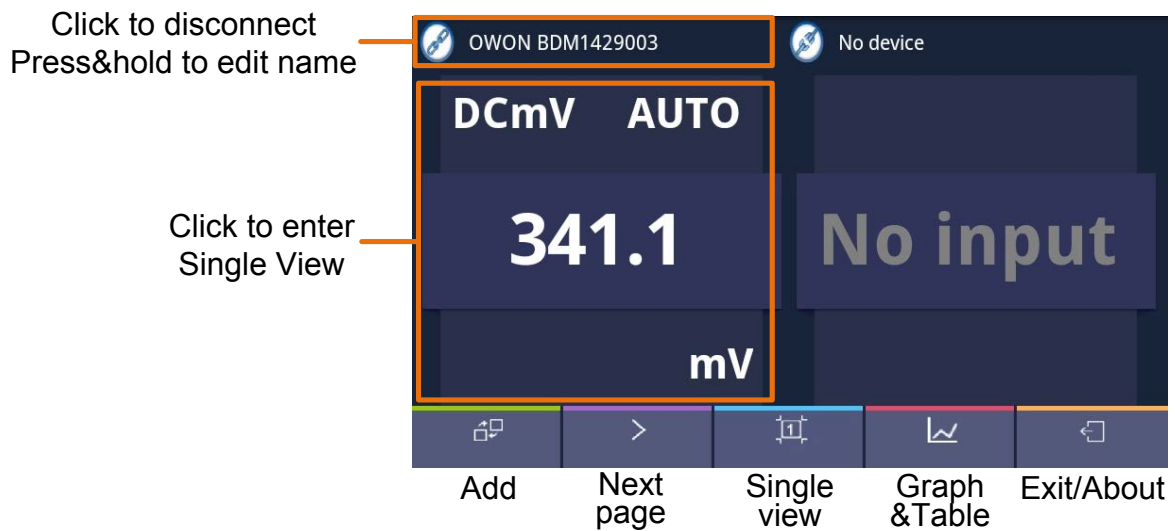 Click to disconnect
Press&hold to edit name
OWON BDM1429003
No device
DCmV AUTO
341.1
mV
No input
Click to enter
Single View
1
Add
Next
page
Single
view
Graph
&Table
Exit/About